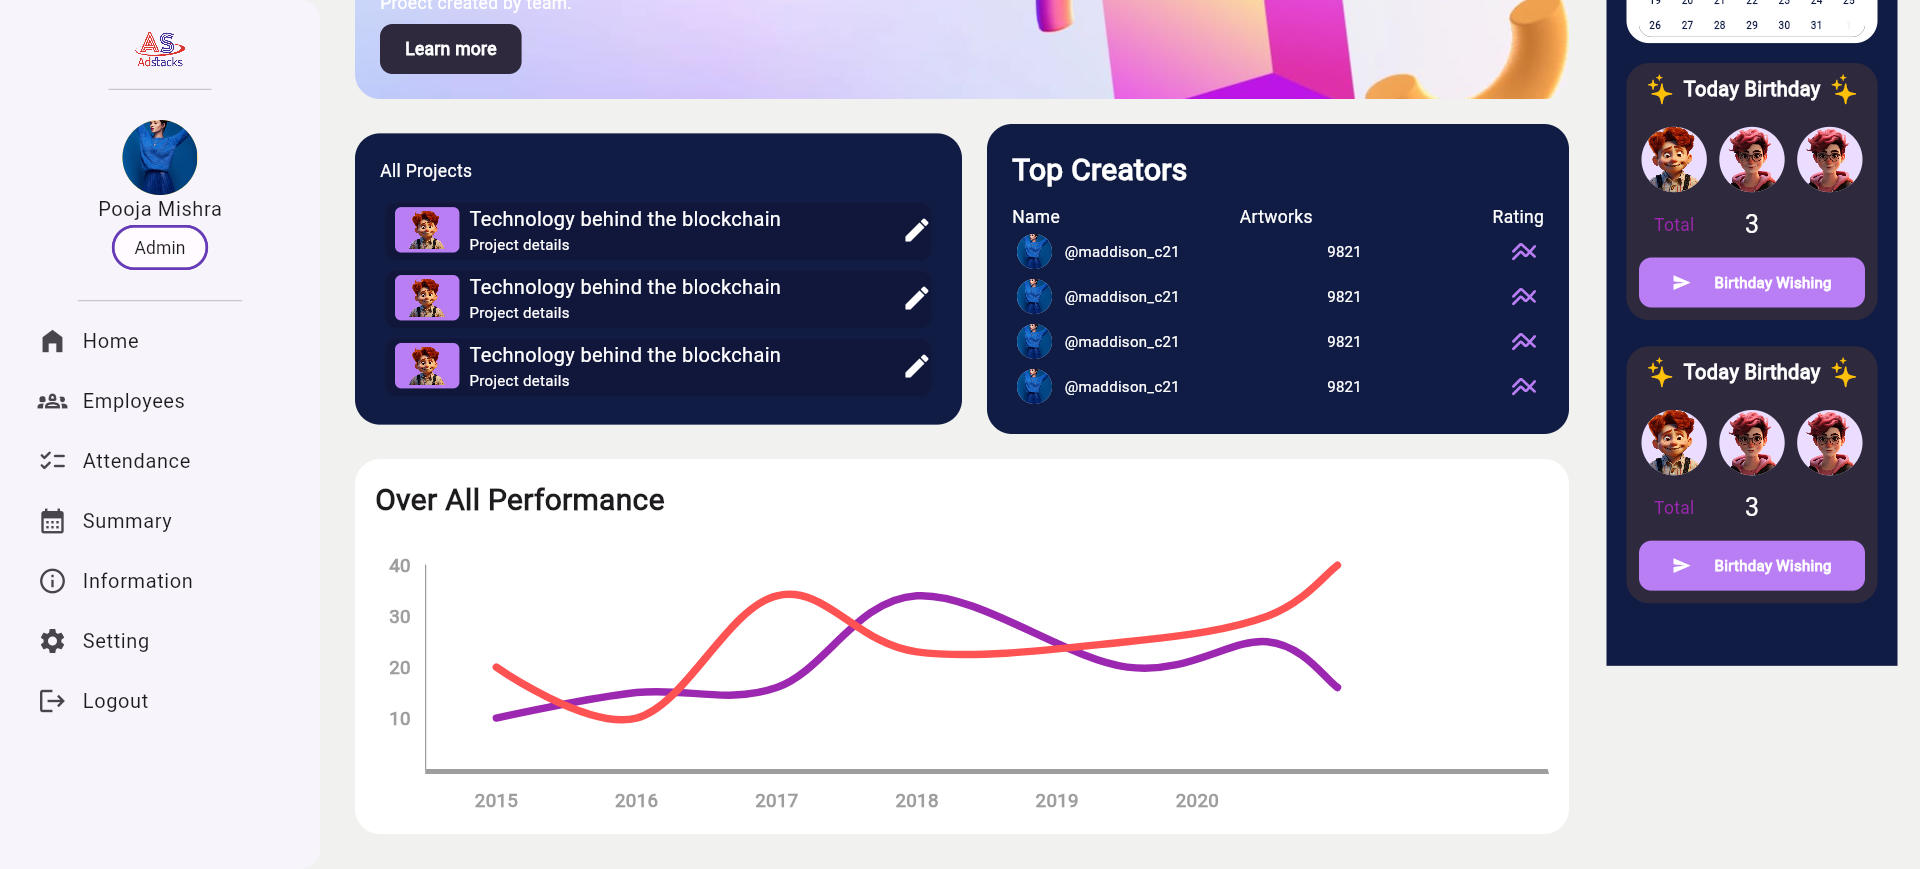 AS
Adstacks
Pooja Mishra
Admin
Home
Employees
Attendance
Summary
Information
Setting
Logout
Proect created by team.
Learn more
All Projects
Technology behind the blockchain
Project details
Technology behind the blockchain
Project details
Technology behind the blockchain
Project details
Top Creators
Name Artworks Rating
@maddison_c21 9821
@maddison_c21 9821
@maddison_c21 9821
@maddison_c21 9821
Over All Performance
40
30
20
10
2015 2016 2017 2018 2019 2020
19 20 21 22 23 24 25
26 27 28 29 30 31 1
Today Birthday
Total 3
Birthday Wishing
Today Birthday
Total 3
Birthday Wishing